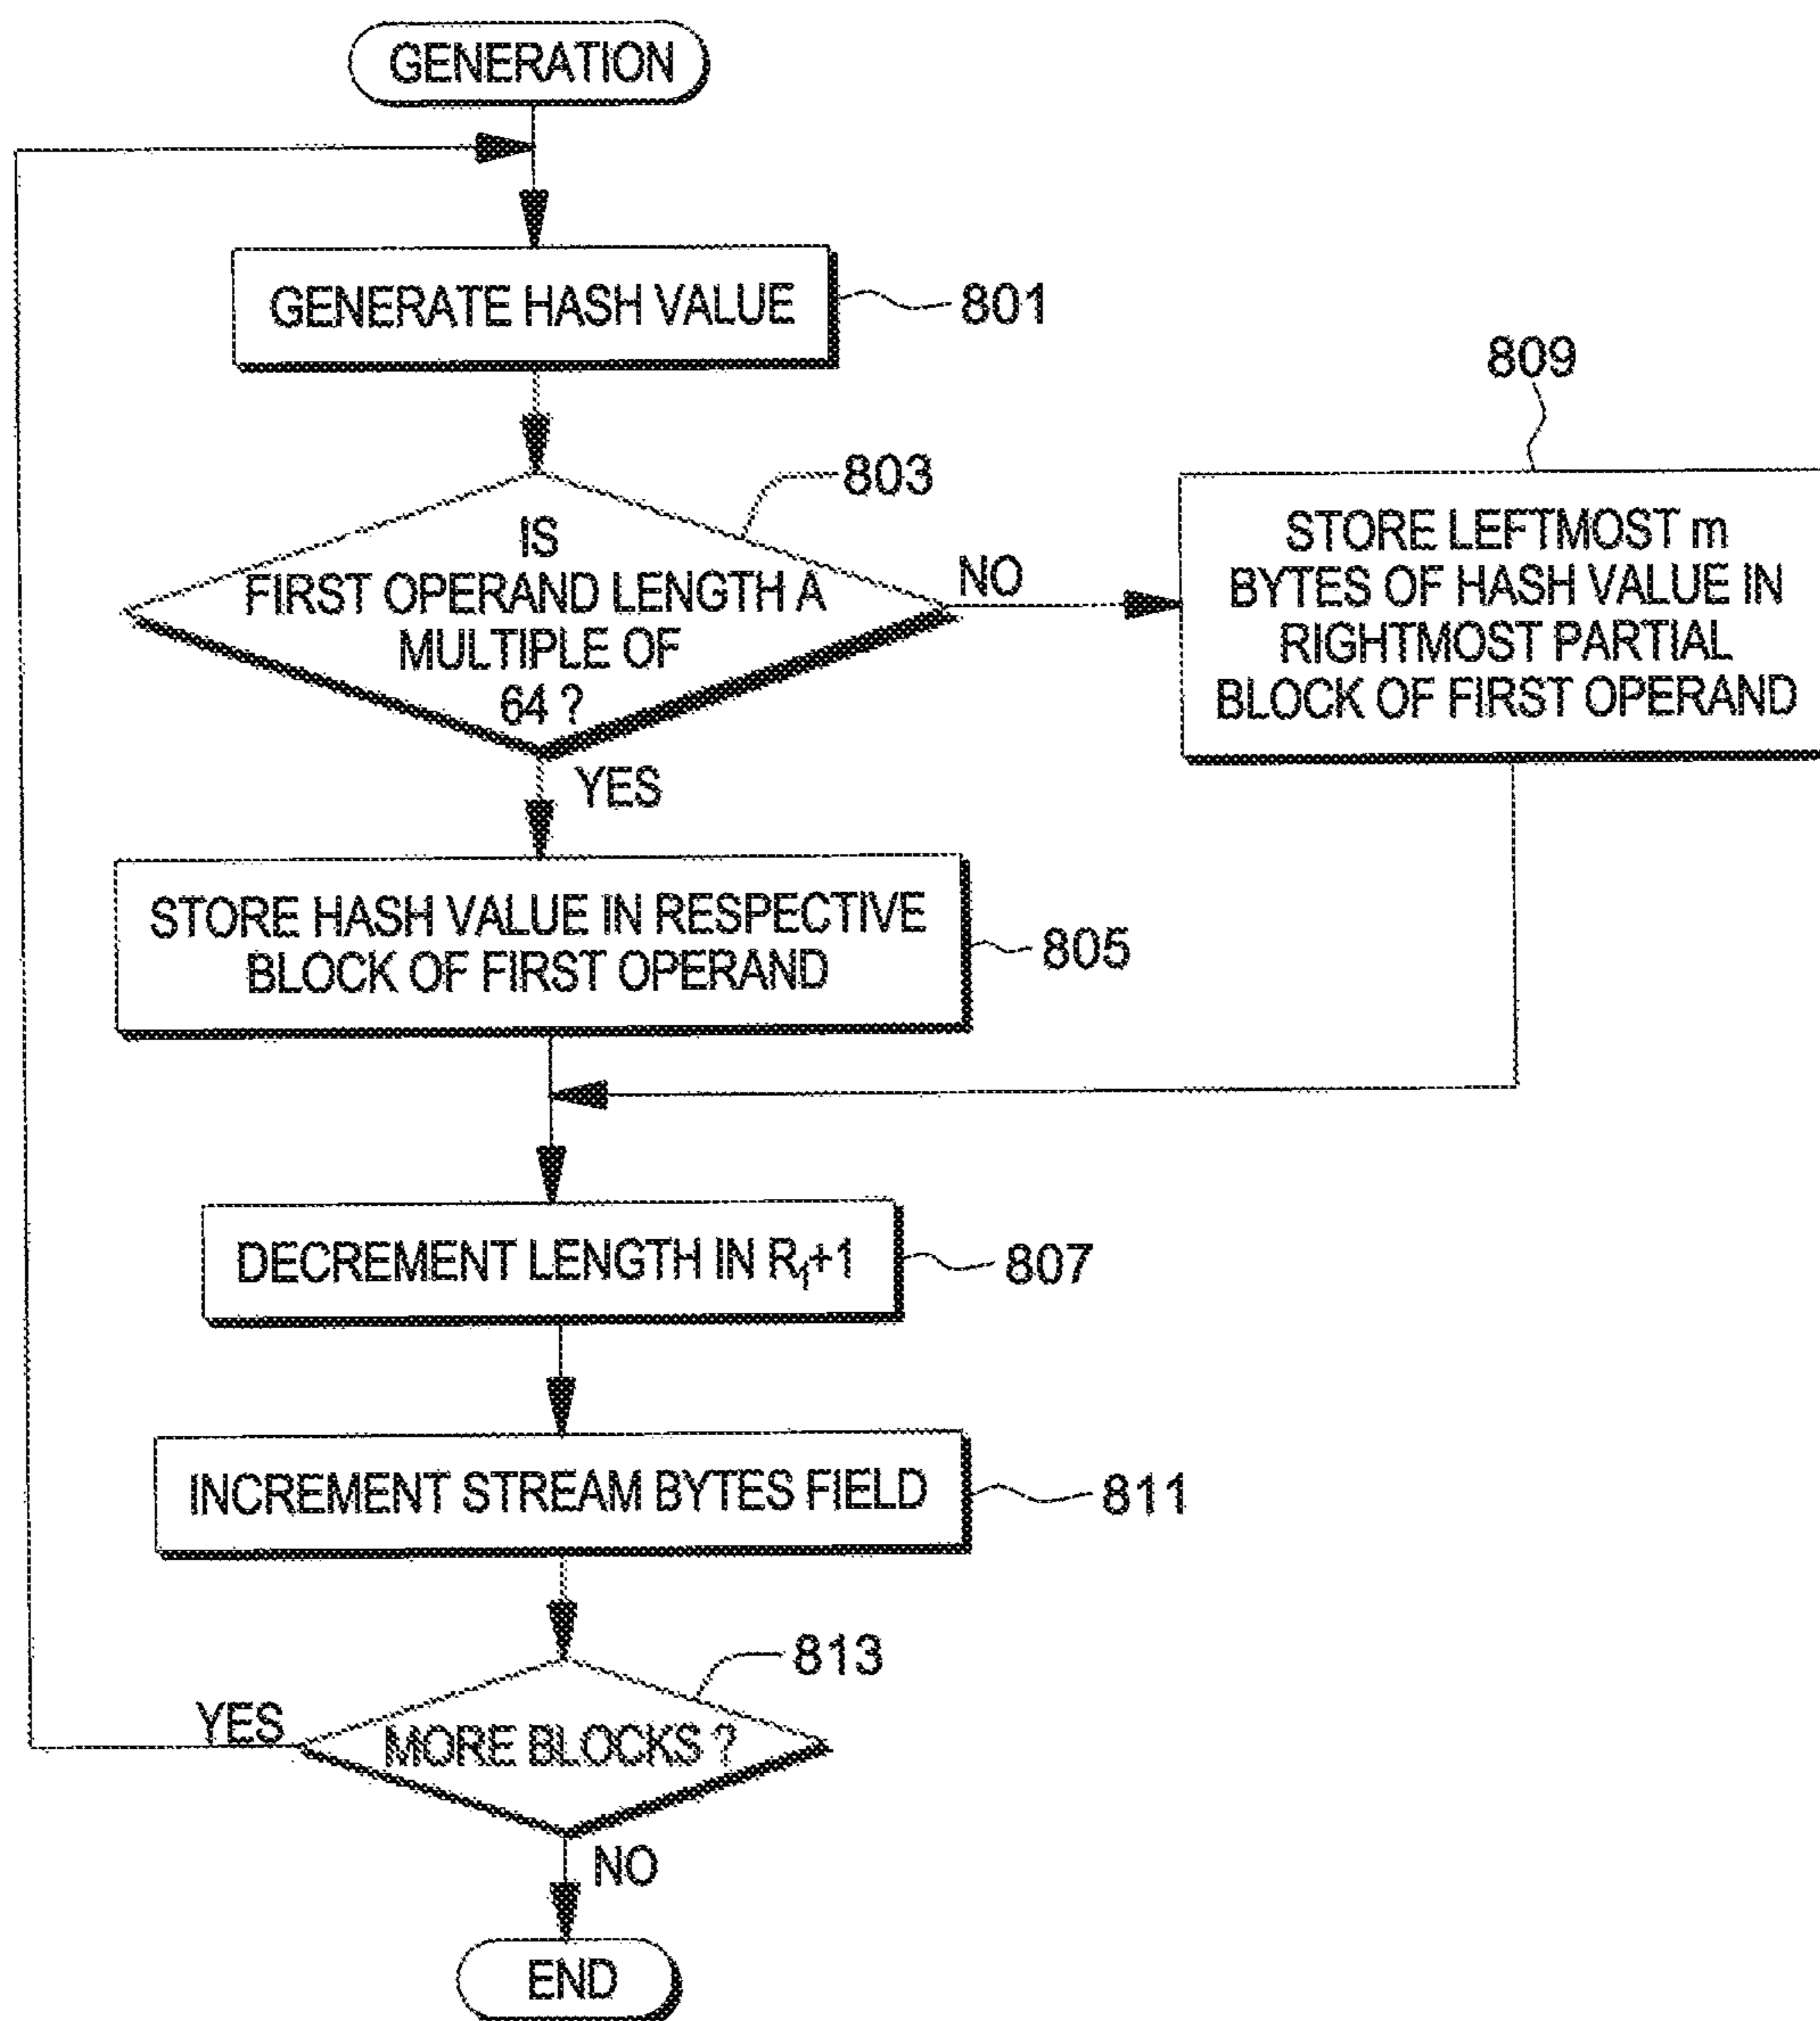 GENERATION
GENERATE HASH VALUE
801
809
803
IS
FIRST OPERAND LENGTH A
MULTIPLE OF
64 ?
NO
STORE LEFTMOST m
BYTES OF HASH VALUE IN
RIGHTMOST PARTIAL
BLOCK OF FIRST OPERAND
YES
STORE HASH VALUE IN RESPECTIVE
BLOCK OF FIRST OPERAND
805
DECREMENT LENGTH IN R₁+1
807
INCREMENT STREAM BYTES FIELD
811
813
YES
MORE BLOCKS ?
NO
END